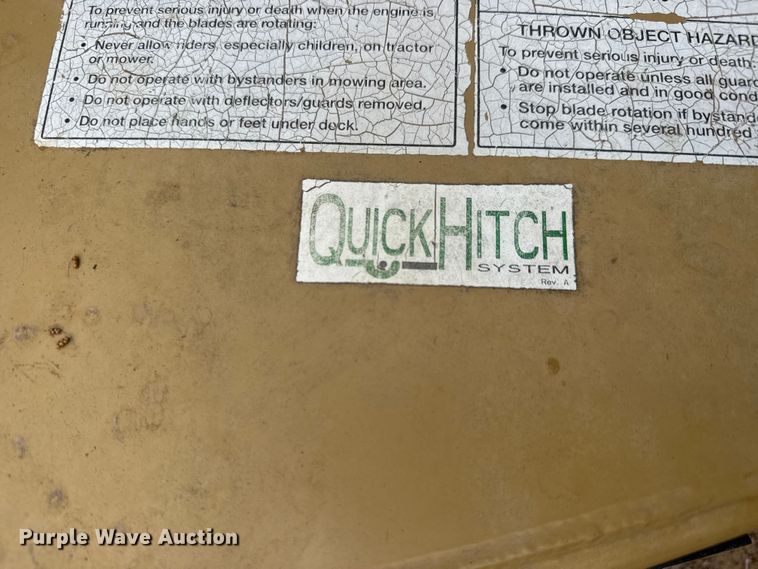 To prevent serious injury or death when the engine is
running and the blades are rotating:
• Never allow riders, especially children, on tractor
or mower.
• Do not operate with bystanders in mowing area.
• Do not operate with deflectors/guards removed.
• Do not place hands or feet under deck.
THROWN OBJECT HAZARD
To prevent serious injury or death:
• Do not operate unless all guar
are installed and in good cond
• Stop blade rotation if bystand
come within several hundred
QUICKHITCH
SYSTEM
Rev. A
Purple Wave Auction